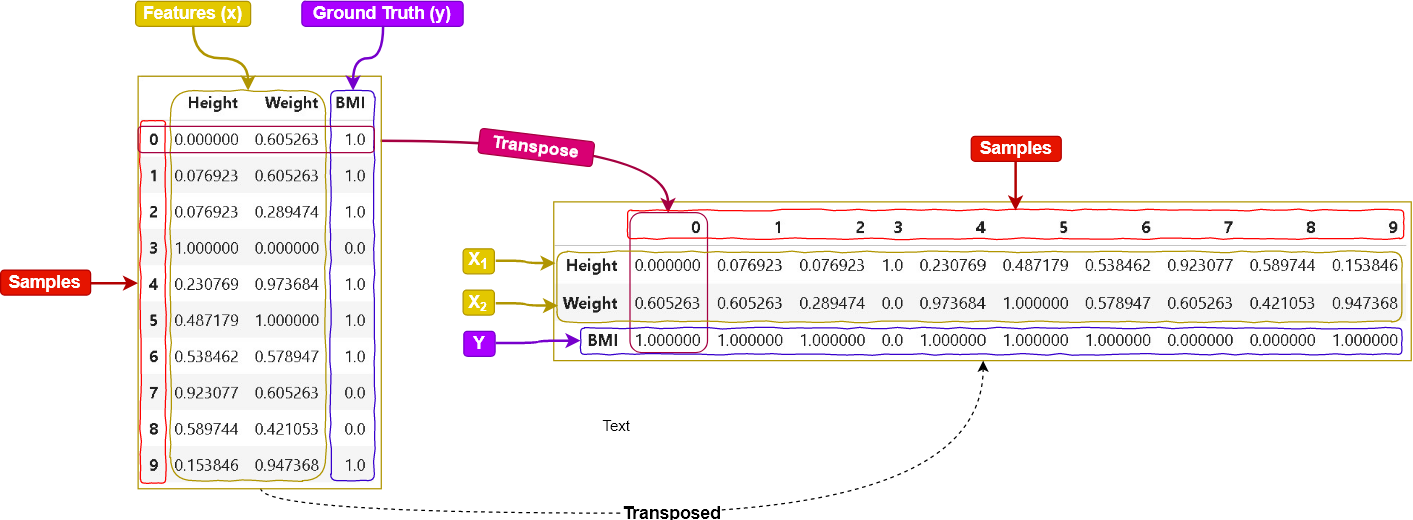 Features (x)
Ground Truth (y)
Height Weight BMI
0 0.000000 0.605263 1.0
1 0.076923 0.605263 1.0
2 0.076923 0.289474 1.0
3 1.000000 0.000000 0.0
4 0.230769 0.973684 1.0
5 0.487179 1.000000 1.0
6 0.538462 0.578947 1.0
7 0.923077 0.605263 0.0
8 0.589744 0.421053 0.0
9 0.153846 0.947368 1.0
Samples
Transpose
Samples
0 1 2 3 4 5 6 7 8 9
X1
Height 0.000000 0.076923 0.076923 1.0 0.230769 0.487179 0.538462 0.923077 0.589744 0.153846
X2
Weight 0.605263 0.605263 0.289474 0.0 0.973684 1.000000 0.578947 0.605263 0.421053 0.947368
Y
BMI 1.000000 1.000000 1.000000 0.0 1.000000 1.000000 1.000000 0.000000 0.000000 1.000000
Text
Transposed